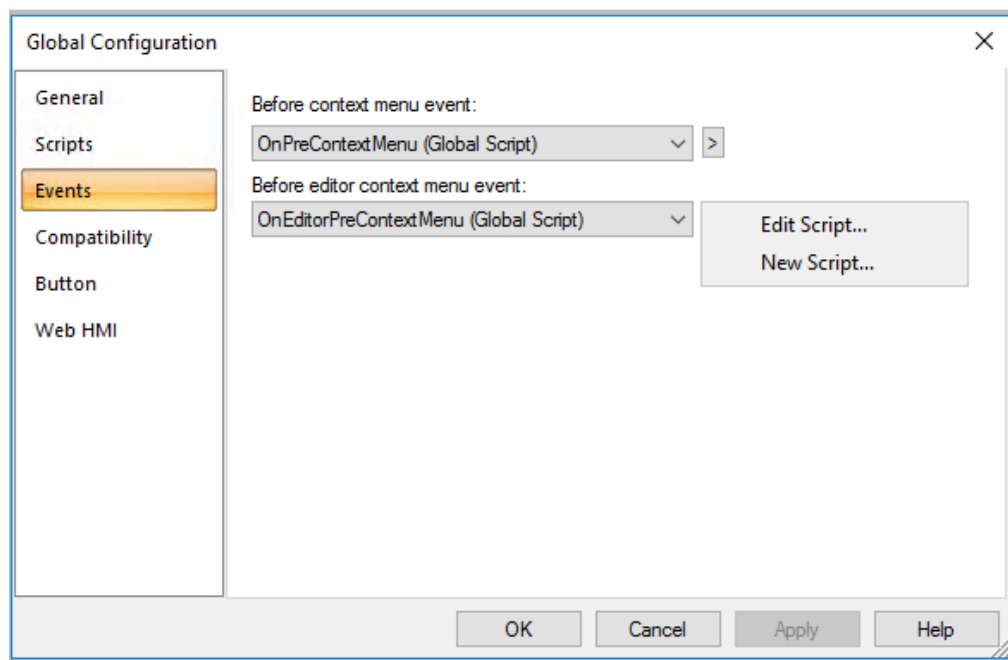 Global Configuration
General
Scripts
Events
Compatibility
Button
Web HMI
Before context menu event:
OnPreContextMenu (Global Script)
>
Before editor context menu event:
OnEditorPreContextMenu (Global Script)
Edit Script...
New Script...
OK
Cancel
Apply
Help